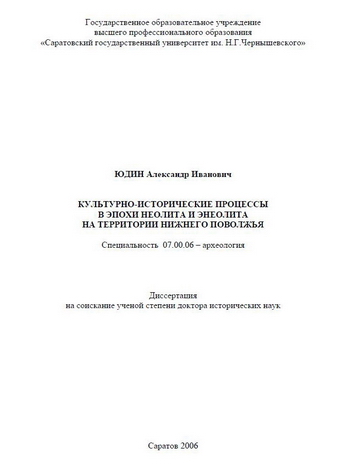 Государственное образовательное учреждение
высшего профессионального образования
«Саратовский государственный университет им. Н.Г.Чернышевского»
ЮДИН Александр Иванович
КУЛЬТУРНО-ИСТОРИЧЕСКИЕ ПРОЦЕССЫ
В ЭПОХИ НЕОЛИТА И ЭНЕОЛИТА
НА ТЕРРИТОРИИ НИЖНЕГО ПОВОЛЖЬЯ
Специальность 07.00.06 – археология
Диссертация
на соискание ученой степени доктора исторических наук
Саратов 2006